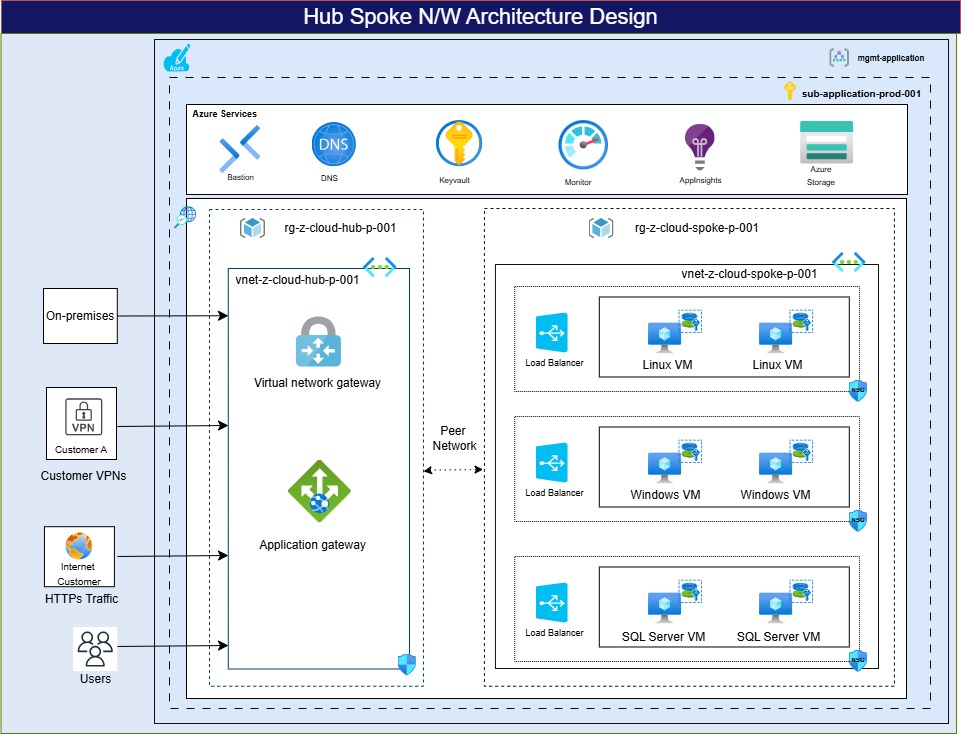 Hub Spoke N/W Architecture Design
Azure
mgmt-application
sub-application-prod-001
Azure Services
DNS
Bastion
DNS
Keyvault
Monitor
AppInsights
Azure
Storage
rg-z-cloud-hub-p-001
rg-z-cloud-spoke-p-001
vnet-z-cloud-hub-p-001
vnet-z-cloud-spoke-p-001
On-premises
Virtual network gateway
Load Balancer
Linux VM
Linux VM
NSG
VPN
Customer A
Customer VPNs
Peer
Network
Load Balancer
Windows VM
Windows VM
NSG
Application gateway
Internet
Customer
HTTPs Traffic
Load Balancer
SQL Server VM
SQL Server VM
NSG
Users